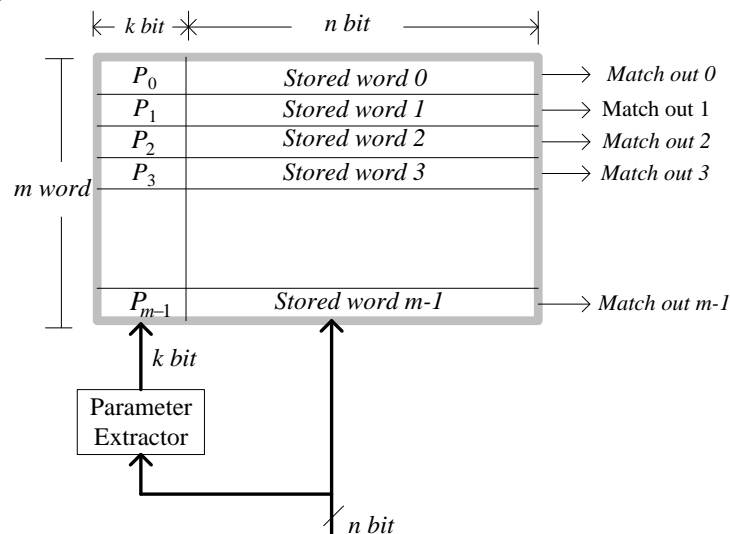 k bit n bit
P0 Stored word 0 Match out 0
P1 Stored word 1 Match out 1
P2 Stored word 2 Match out 2
P3 Stored word 3 Match out 3
m word
Pm−1 Stored word m-1 Match out m-1
k bit
Parameter
Extractor
n bit